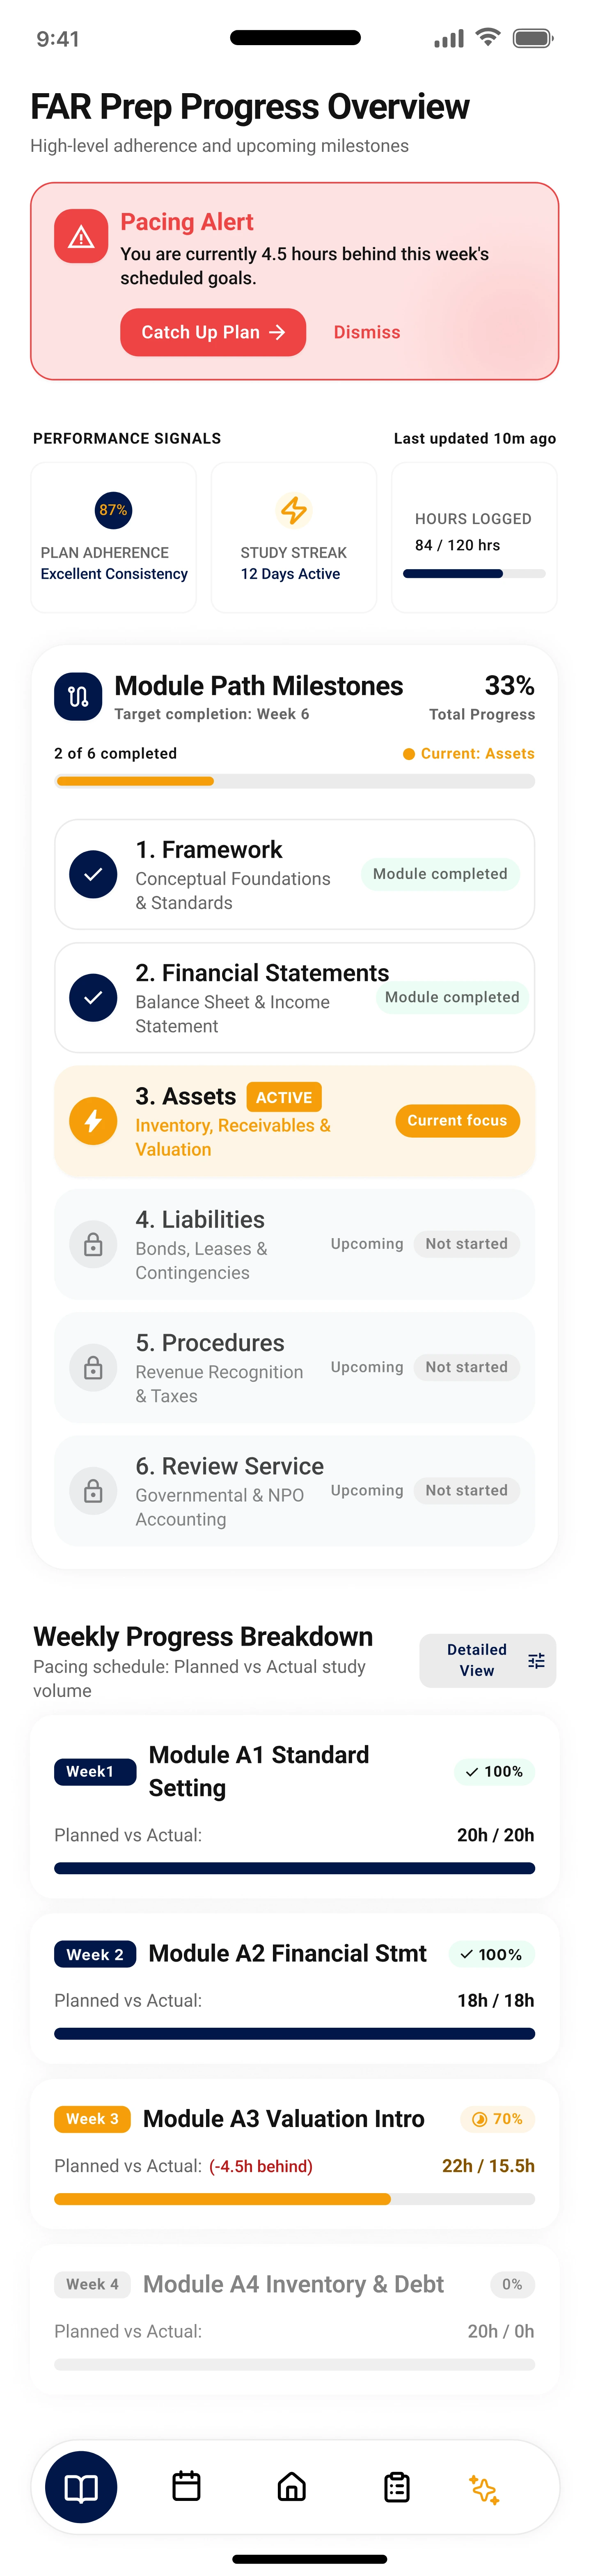 9:41
FAR Prep Progress Overview
High-level adherence and upcoming milestones
Pacing Alert
You are currently 4.5 hours behind this week's
scheduled goals.
Catch Up Plan →
Dismiss
PERFORMANCE SIGNALS
Last updated 10m ago
87%
PLAN ADHERENCE
Excellent Consistency
STUDY STREAK
12 Days Active
HOURS LOGGED
84 / 120 hrs
Module Path Milestones
Target completion: Week 6
33%
Total Progress
2 of 6 completed
Current: Assets
1. Framework
Conceptual Foundations
& Standards
Module completed
2. Financial Statements
Balance Sheet & Income
Statement
Module completed
3. Assets
ACTIVE
Inventory, Receivables &
Valuation
Current focus
4. Liabilities
Bonds, Leases &
Contingencies
Upcoming
Not started
5. Procedures
Revenue Recognition
& Taxes
Upcoming
Not started
6. Review Service
Governmental & NPO
Accounting
Upcoming
Not started
Weekly Progress Breakdown
Pacing schedule: Planned vs Actual study
volume
Detailed
View
Week1
Module A1 Standard
Setting
100%
Planned vs Actual:
20h / 20h
Week 2
Module A2 Financial Stmt
100%
Planned vs Actual:
18h / 18h
Week 3
Module A3 Valuation Intro
70%
Planned vs Actual: (-4.5h behind)
22h / 15.5h
Week 4
Module A4 Inventory & Debt
0%
Planned vs Actual:
20h / 0h